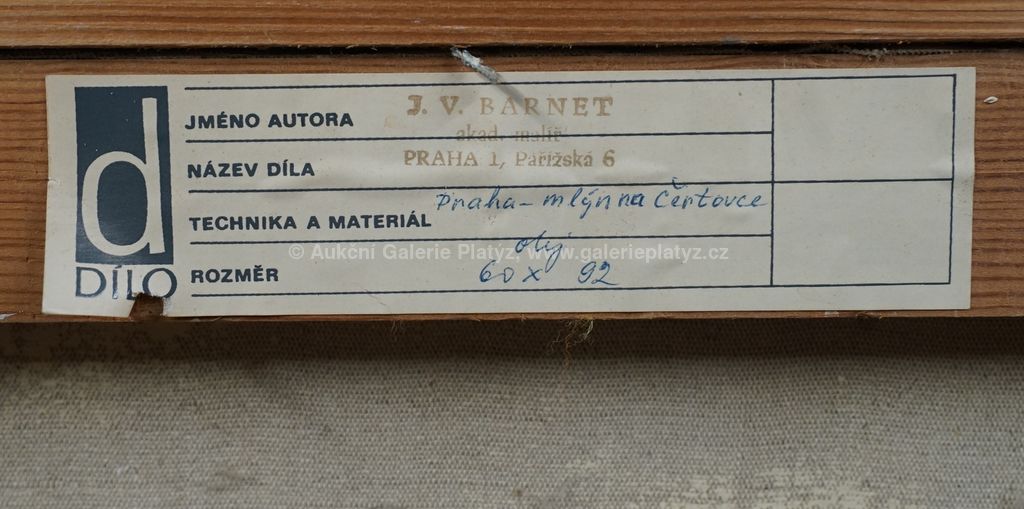 d
DÍLO
JMÉNO AUTORA
J. V. BARNET
akad. malíř
NÁZEV DÍLA
PRAHA 1, Pařížská 6
TECHNIKA A MATERIÁL
Praha - mlýn na Čertovce
© Aukční Galerie Platýz, www.galerieplatyz.cz
olej
ROZMĚR
60 x 92